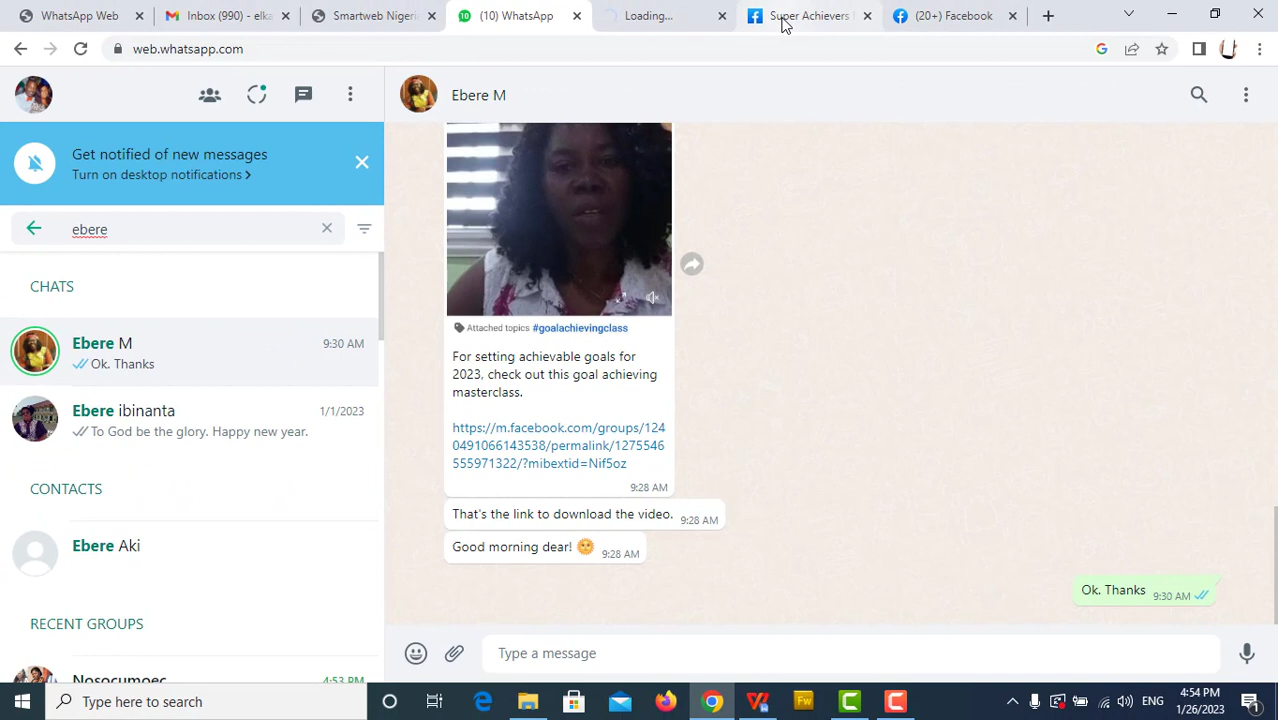 WhatsApp Web
Inbox (990) - elka
Smartweb Nigeri
(10) WhatsApp
Loading...
Super Achievers
(20+) Facebook
web.whatsapp.com
Ebere M
Get notified of new messages
Turn on desktop notifications >
ebere
CHATS
Ebere M 9:30 AM
Ok. Thanks
Ebere ibinanta 1/1/2023
To God be the glory. Happy new year.
CONTACTS
Ebere Aki
RECENT GROUPS
Nosocumoec 4:53 PM
Attached topics #goalachievingclass
For setting achievable goals for
2023, check out this goal achieving
masterclass.
https://m.facebook.com/groups/124
0491066143538/permalink/1275546
555971322/?mibextid=Nif5oz
9:28 AM
That's the link to download the video. 9:28 AM
Good morning dear! 🌞 9:28 AM
Ok. Thanks 9:30 AM
Type a message
Type here to search
ENG
4:54 PM
1/26/2023